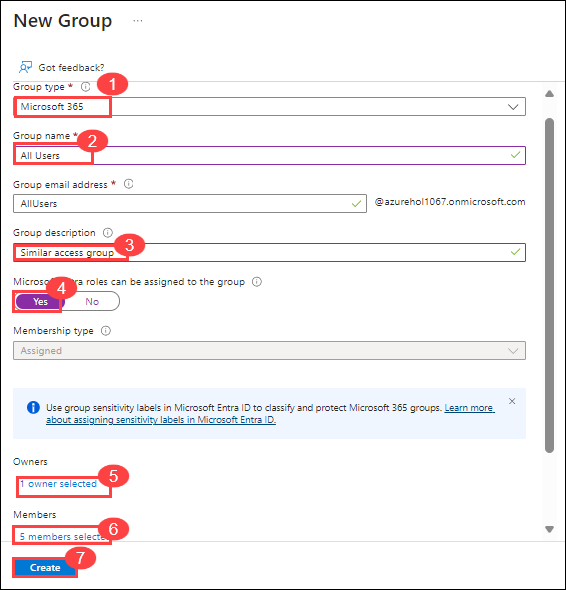 New Group ...
Got feedback?
Group type * 1
Microsoft 365
Group name * 2
All Users
Group email address *
AllUsers @azurehol1067.onmicrosoft.com
Group description 3
Similar access group
4
Microsoft ra roles can be assigned to the group
Yes No
Membership type
Assigned
Use group sensitivity labels in Microsoft Entra ID to classify and protect Microsoft 365 groups. Learn more
about assigning sensitivity labels in Microsoft Entra ID.
Owners
5
1 owner selected
Members
6
5 members selected
7
Create